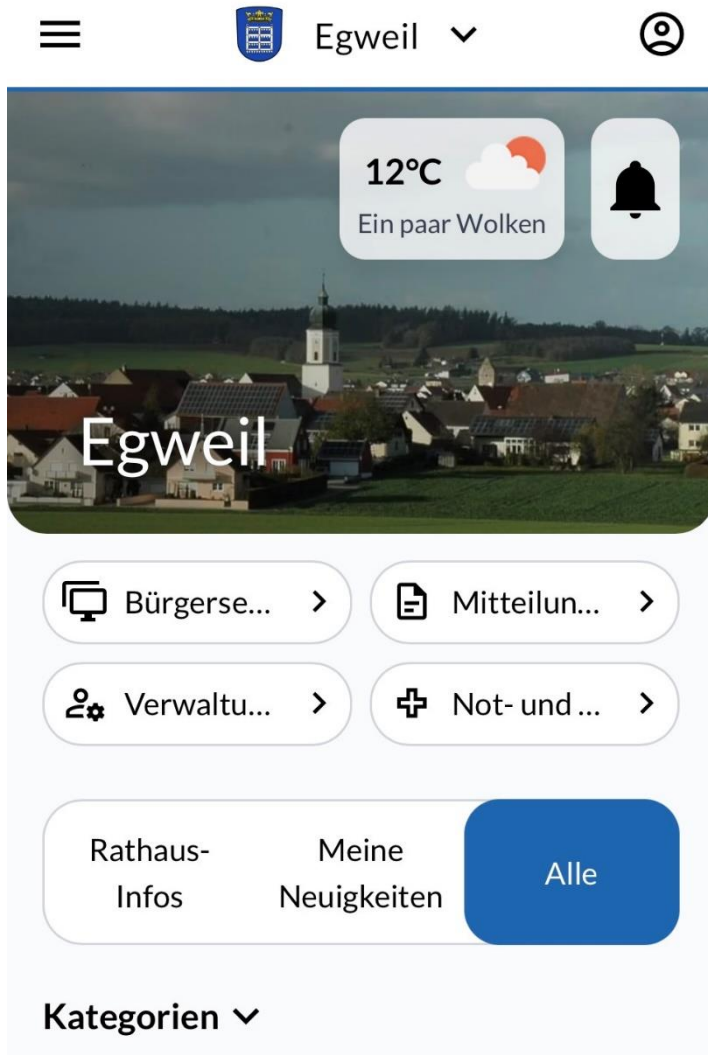 Egweil
12°C
Ein paar Wolken
Egweil
Bürgerse...
Mitteilun...
Verwaltu...
Not- und ...
Rathaus-
Infos
Meine
Neuigkeiten
Alle
Kategorien